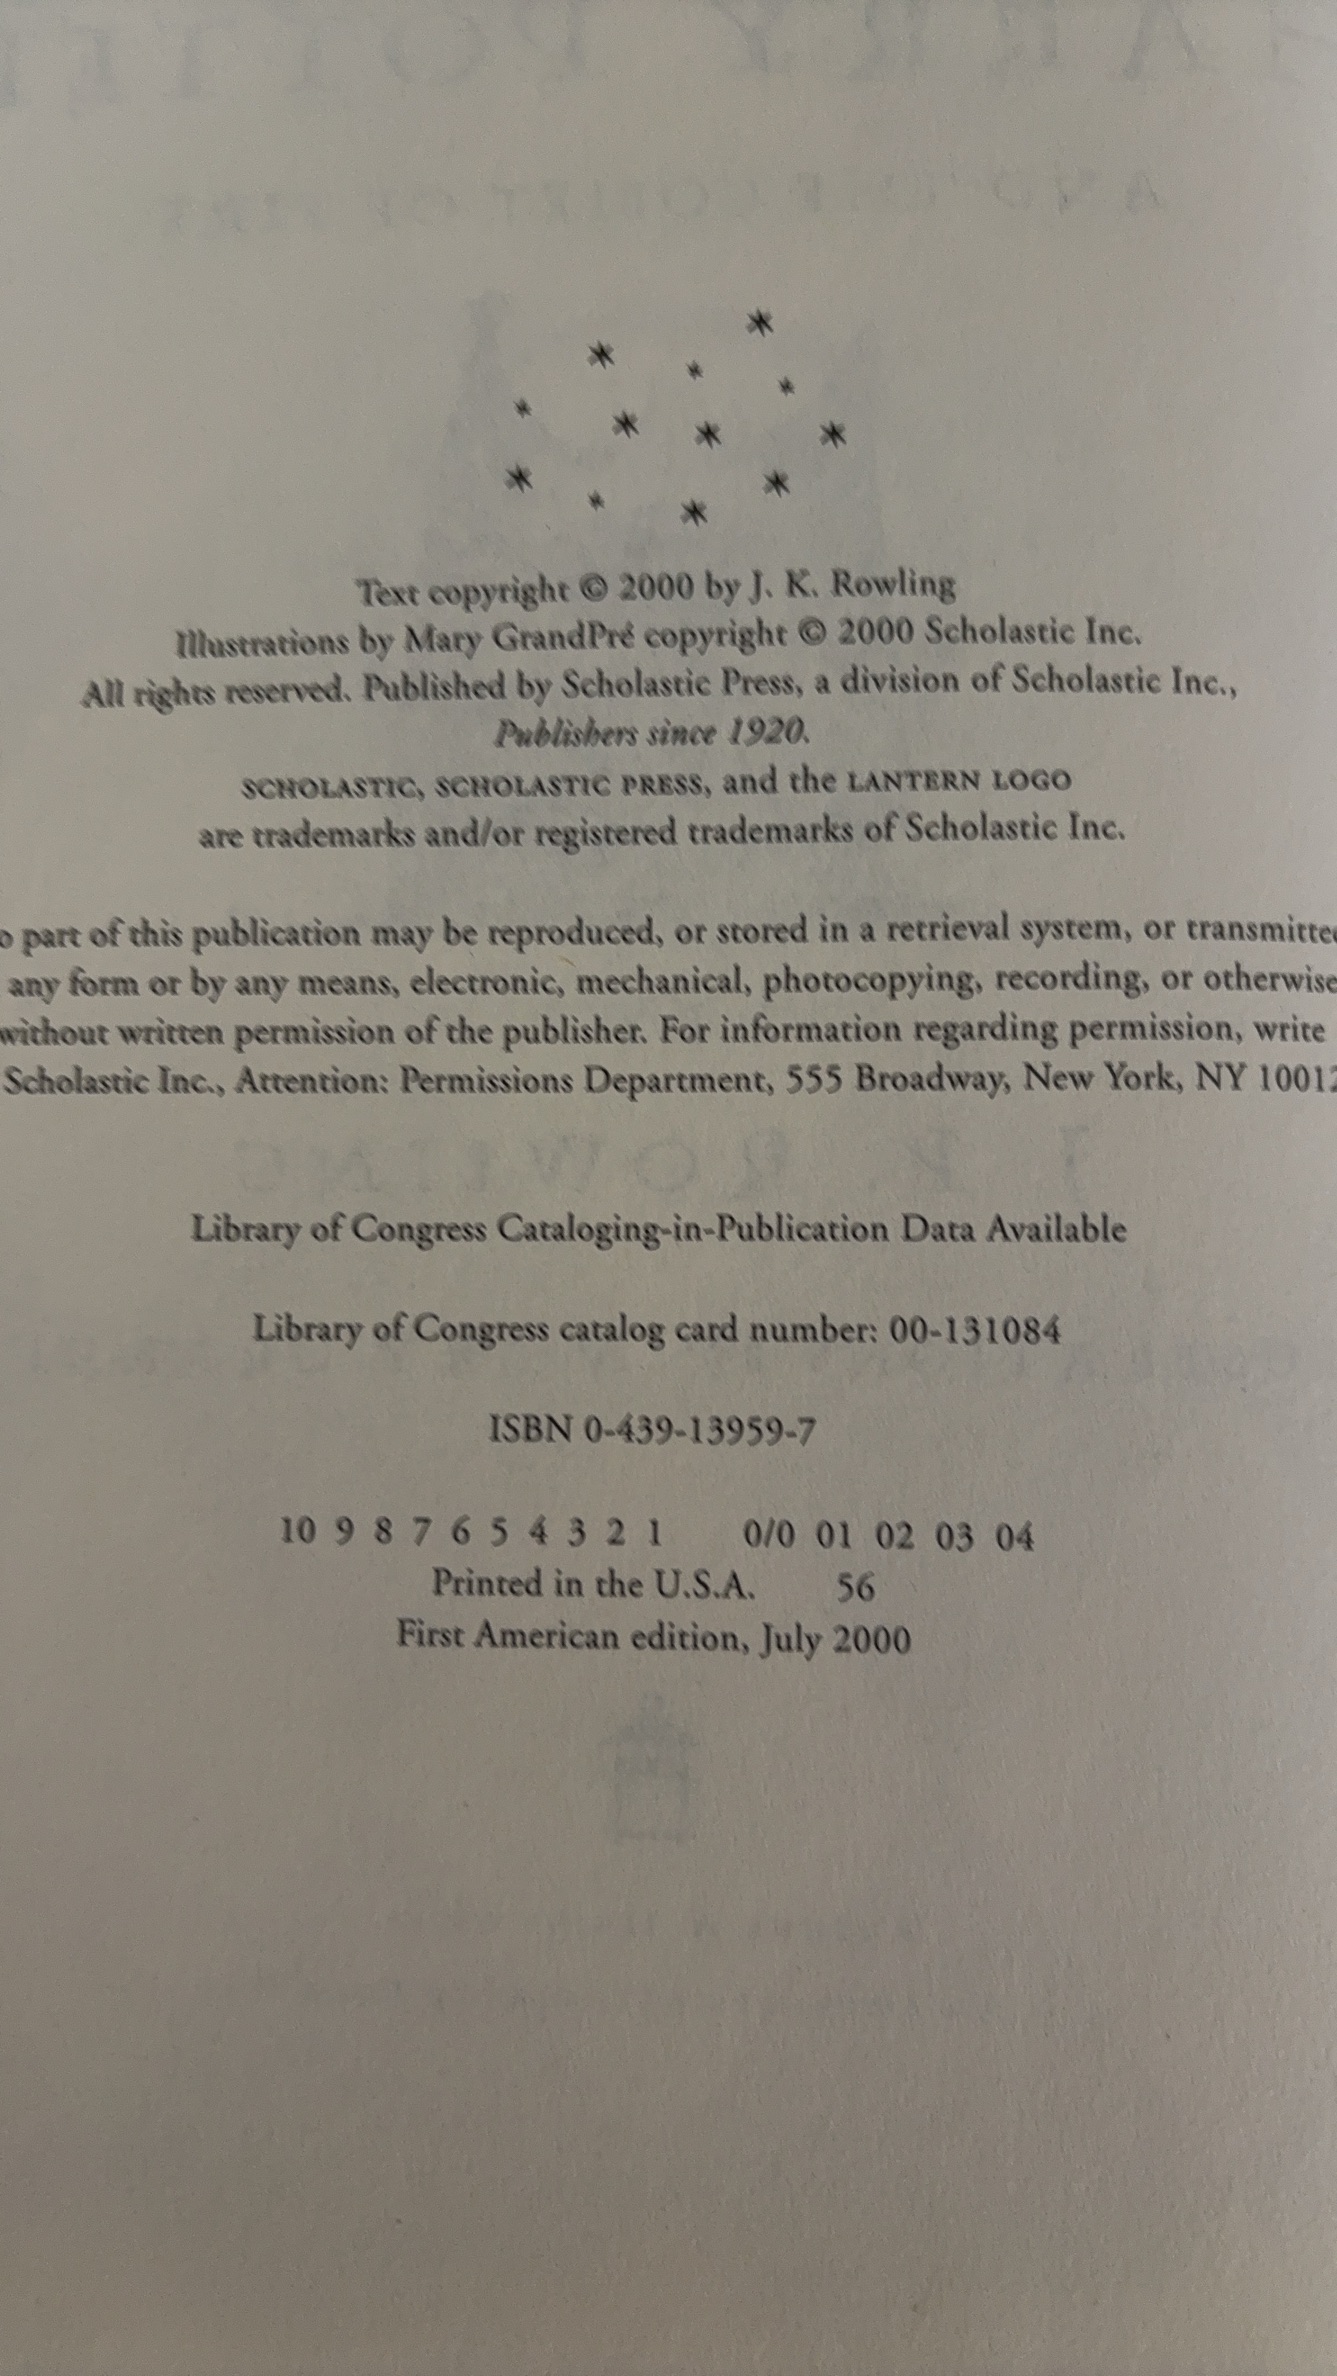 Text copyright © 2000 by J. K. Rowling
Illustrations by Mary GrandPré copyright © 2000 Scholastic Inc.
All rights reserved. Published by Scholastic Press, a division of Scholastic Inc.,
Publishers since 1920.
SCHOLASTIC, SCHOLASTIC PRESS, and the LANTERN LOGO
are trademarks and/or registered trademarks of Scholastic Inc.
o part of this publication may be reproduced, or stored in a retrieval system, or transmitted
any form or by any means, electronic, mechanical, photocopying, recording, or otherwise
without written permission of the publisher. For information regarding permission, write
Scholastic Inc., Attention: Permissions Department, 555 Broadway, New York, NY 10012
Library of Congress Cataloging-in-Publication Data Available
Library of Congress catalog card number: 00-131084
ISBN 0-439-13959-7
10 9 8 7 6 5 4 3 2 1 0/0 01 02 03 04
Printed in the U.S.A. 56
First American edition, July 2000